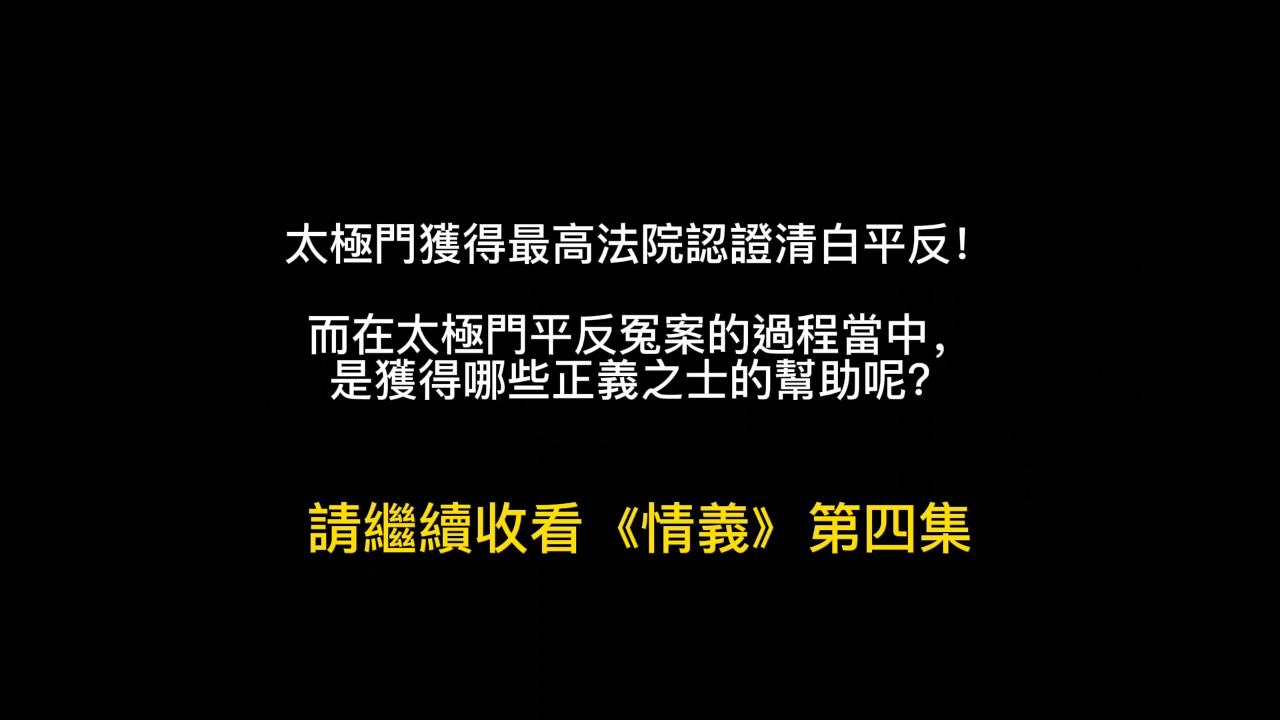 太極門獲得最高法院認證清白平反！
而在太極門平反冤案的過程當中，
是獲得哪些正義之士的幫助呢？
請繼續收看《情義》第四集